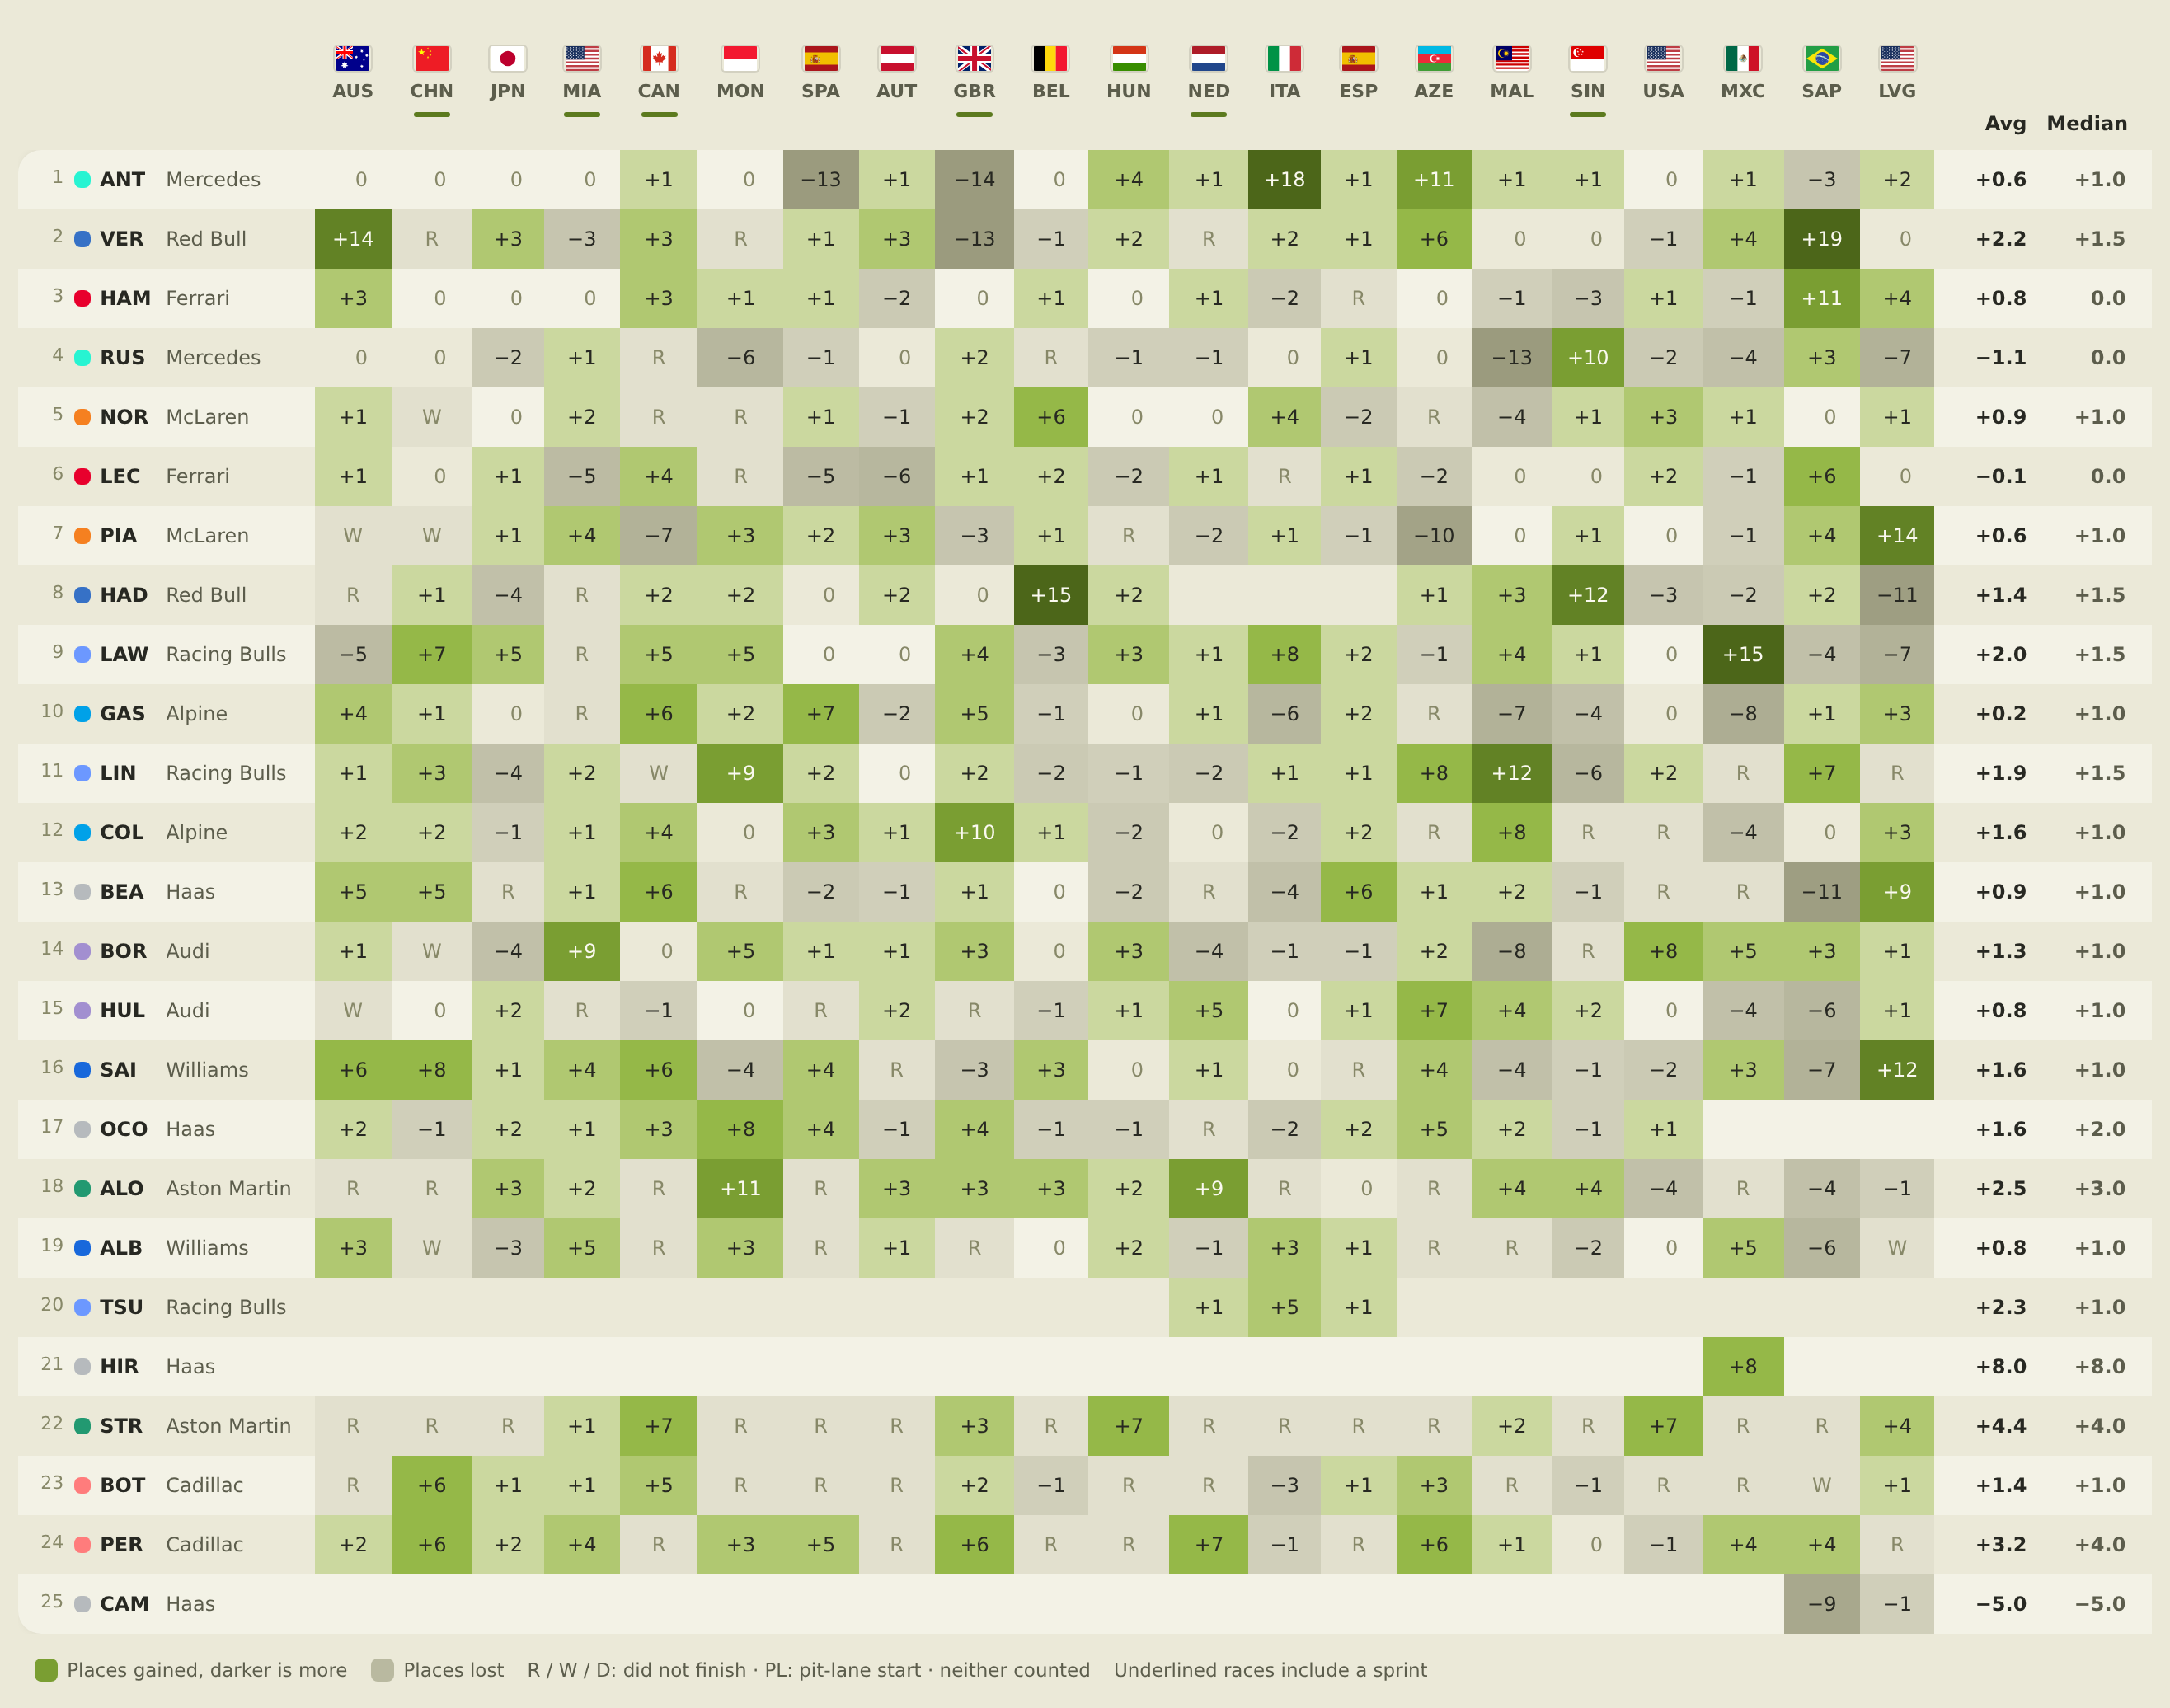 AUS CHN JPN MIA CAN MON SPA AUT GBR BEL HUN NED ITA ESP AZE MAL SIN USA MXC SAP LVG
Avg Median
1 ANT Mercedes 0 0 0 0 +1 0 −13 +1 −14 0 +4 +1 +18 +1 +11 +1 +1 0 +1 −3 +2 +0.6 +1.0
2 VER Red Bull +14 R +3 −3 +3 R +1 +3 −13 −1 +2 R +2 +1 +6 0 0 −1 +4 +19 0 +2.2 +1.5
3 HAM Ferrari +3 0 0 0 +3 +1 +1 −2 0 +1 0 +1 −2 R 0 −1 −3 +1 −1 +11 +4 +0.8 0.0
4 RUS Mercedes 0 0 −2 +1 R −6 −1 0 +2 R −1 −1 0 +1 0 −13 +10 −2 −4 +3 −7 −1.1 0.0
5 NOR McLaren +1 W 0 +2 R R +1 −1 +2 +6 0 0 +4 −2 R −4 +1 +3 +1 0 +1 +0.9 +1.0
6 LEC Ferrari +1 0 +1 −5 +4 R −5 −6 +1 +2 −2 +1 R +1 −2 0 0 +2 −1 +6 0 −0.1 0.0
7 PIA McLaren W W +1 +4 −7 +3 +2 +3 −3 +1 R −2 +1 −1 −10 0 +1 0 −1 +4 +14 +0.6 +1.0
8 HAD Red Bull R +1 −4 R +2 +2 0 +2 0 +15 +2 +1 +3 +12 −3 −2 +2 −11 +1.4 +1.5
9 LAW Racing Bulls −5 +7 +5 R +5 +5 0 0 +4 −3 +3 +1 +8 +2 −1 +4 +1 0 +15 −4 −7 +2.0 +1.5
10 GAS Alpine +4 +1 0 R +6 +2 +7 −2 +5 −1 0 +1 −6 +2 R −7 −4 0 −8 +1 +3 +0.2 +1.0
11 LIN Racing Bulls +1 +3 −4 +2 W +9 +2 0 +2 −2 −1 −2 +1 +1 +8 +12 −6 +2 R +7 R +1.9 +1.5
12 COL Alpine +2 +2 −1 +1 +4 0 +3 +1 +10 +1 −2 0 −2 +2 R +8 R R −4 0 +3 +1.6 +1.0
13 BEA Haas +5 +5 R +1 +6 R −2 −1 +1 0 −2 R −4 +6 +1 +2 −1 R R −11 +9 +0.9 +1.0
14 BOR Audi +1 W −4 +9 0 +5 +1 +1 +3 0 +3 −4 −1 −1 +2 −8 R +8 +5 +3 +1 +1.3 +1.0
15 HUL Audi W 0 +2 R −1 0 R +2 R −1 +1 +5 0 +1 +7 +4 +2 0 −4 −6 +1 +0.8 +1.0
16 SAI Williams +6 +8 +1 +4 +6 −4 +4 R −3 +3 0 +1 0 R +4 −4 −1 −2 +3 −7 +12 +1.6 +1.0
17 OCO Haas +2 −1 +2 +1 +3 +8 +4 −1 +4 −1 −1 R −2 +2 +5 +2 −1 +1 +1.6 +2.0
18 ALO Aston Martin R R +3 +2 R +11 R +3 +3 +3 +2 +9 R 0 R +4 +4 −4 R −4 −1 +2.5 +3.0
19 ALB Williams +3 W −3 +5 R +3 R +1 R 0 +2 −1 +3 +1 R R −2 0 +5 −6 W +0.8 +1.0
20 TSU Racing Bulls +1 +5 +1 +2.3 +1.0
21 HIR Haas +8 +8.0 +8.0
22 STR Aston Martin R R R +1 +7 R R R +3 R +7 R R R R +2 R +7 R R +4 +4.4 +4.0
23 BOT Cadillac R +6 +1 +1 +5 R R R +2 −1 R R −3 +1 +3 R −1 R R W +1 +1.4 +1.0
24 PER Cadillac +2 +6 +2 +4 R +3 +5 R +6 R R +7 −1 R +6 +1 0 −1 +4 +4 R +3.2 +4.0
25 CAM Haas −9 −1 −5.0 −5.0
Places gained, darker is more Places lost R / W / D: did not finish · PL: pit-lane start · neither counted Underlined races include a sprint